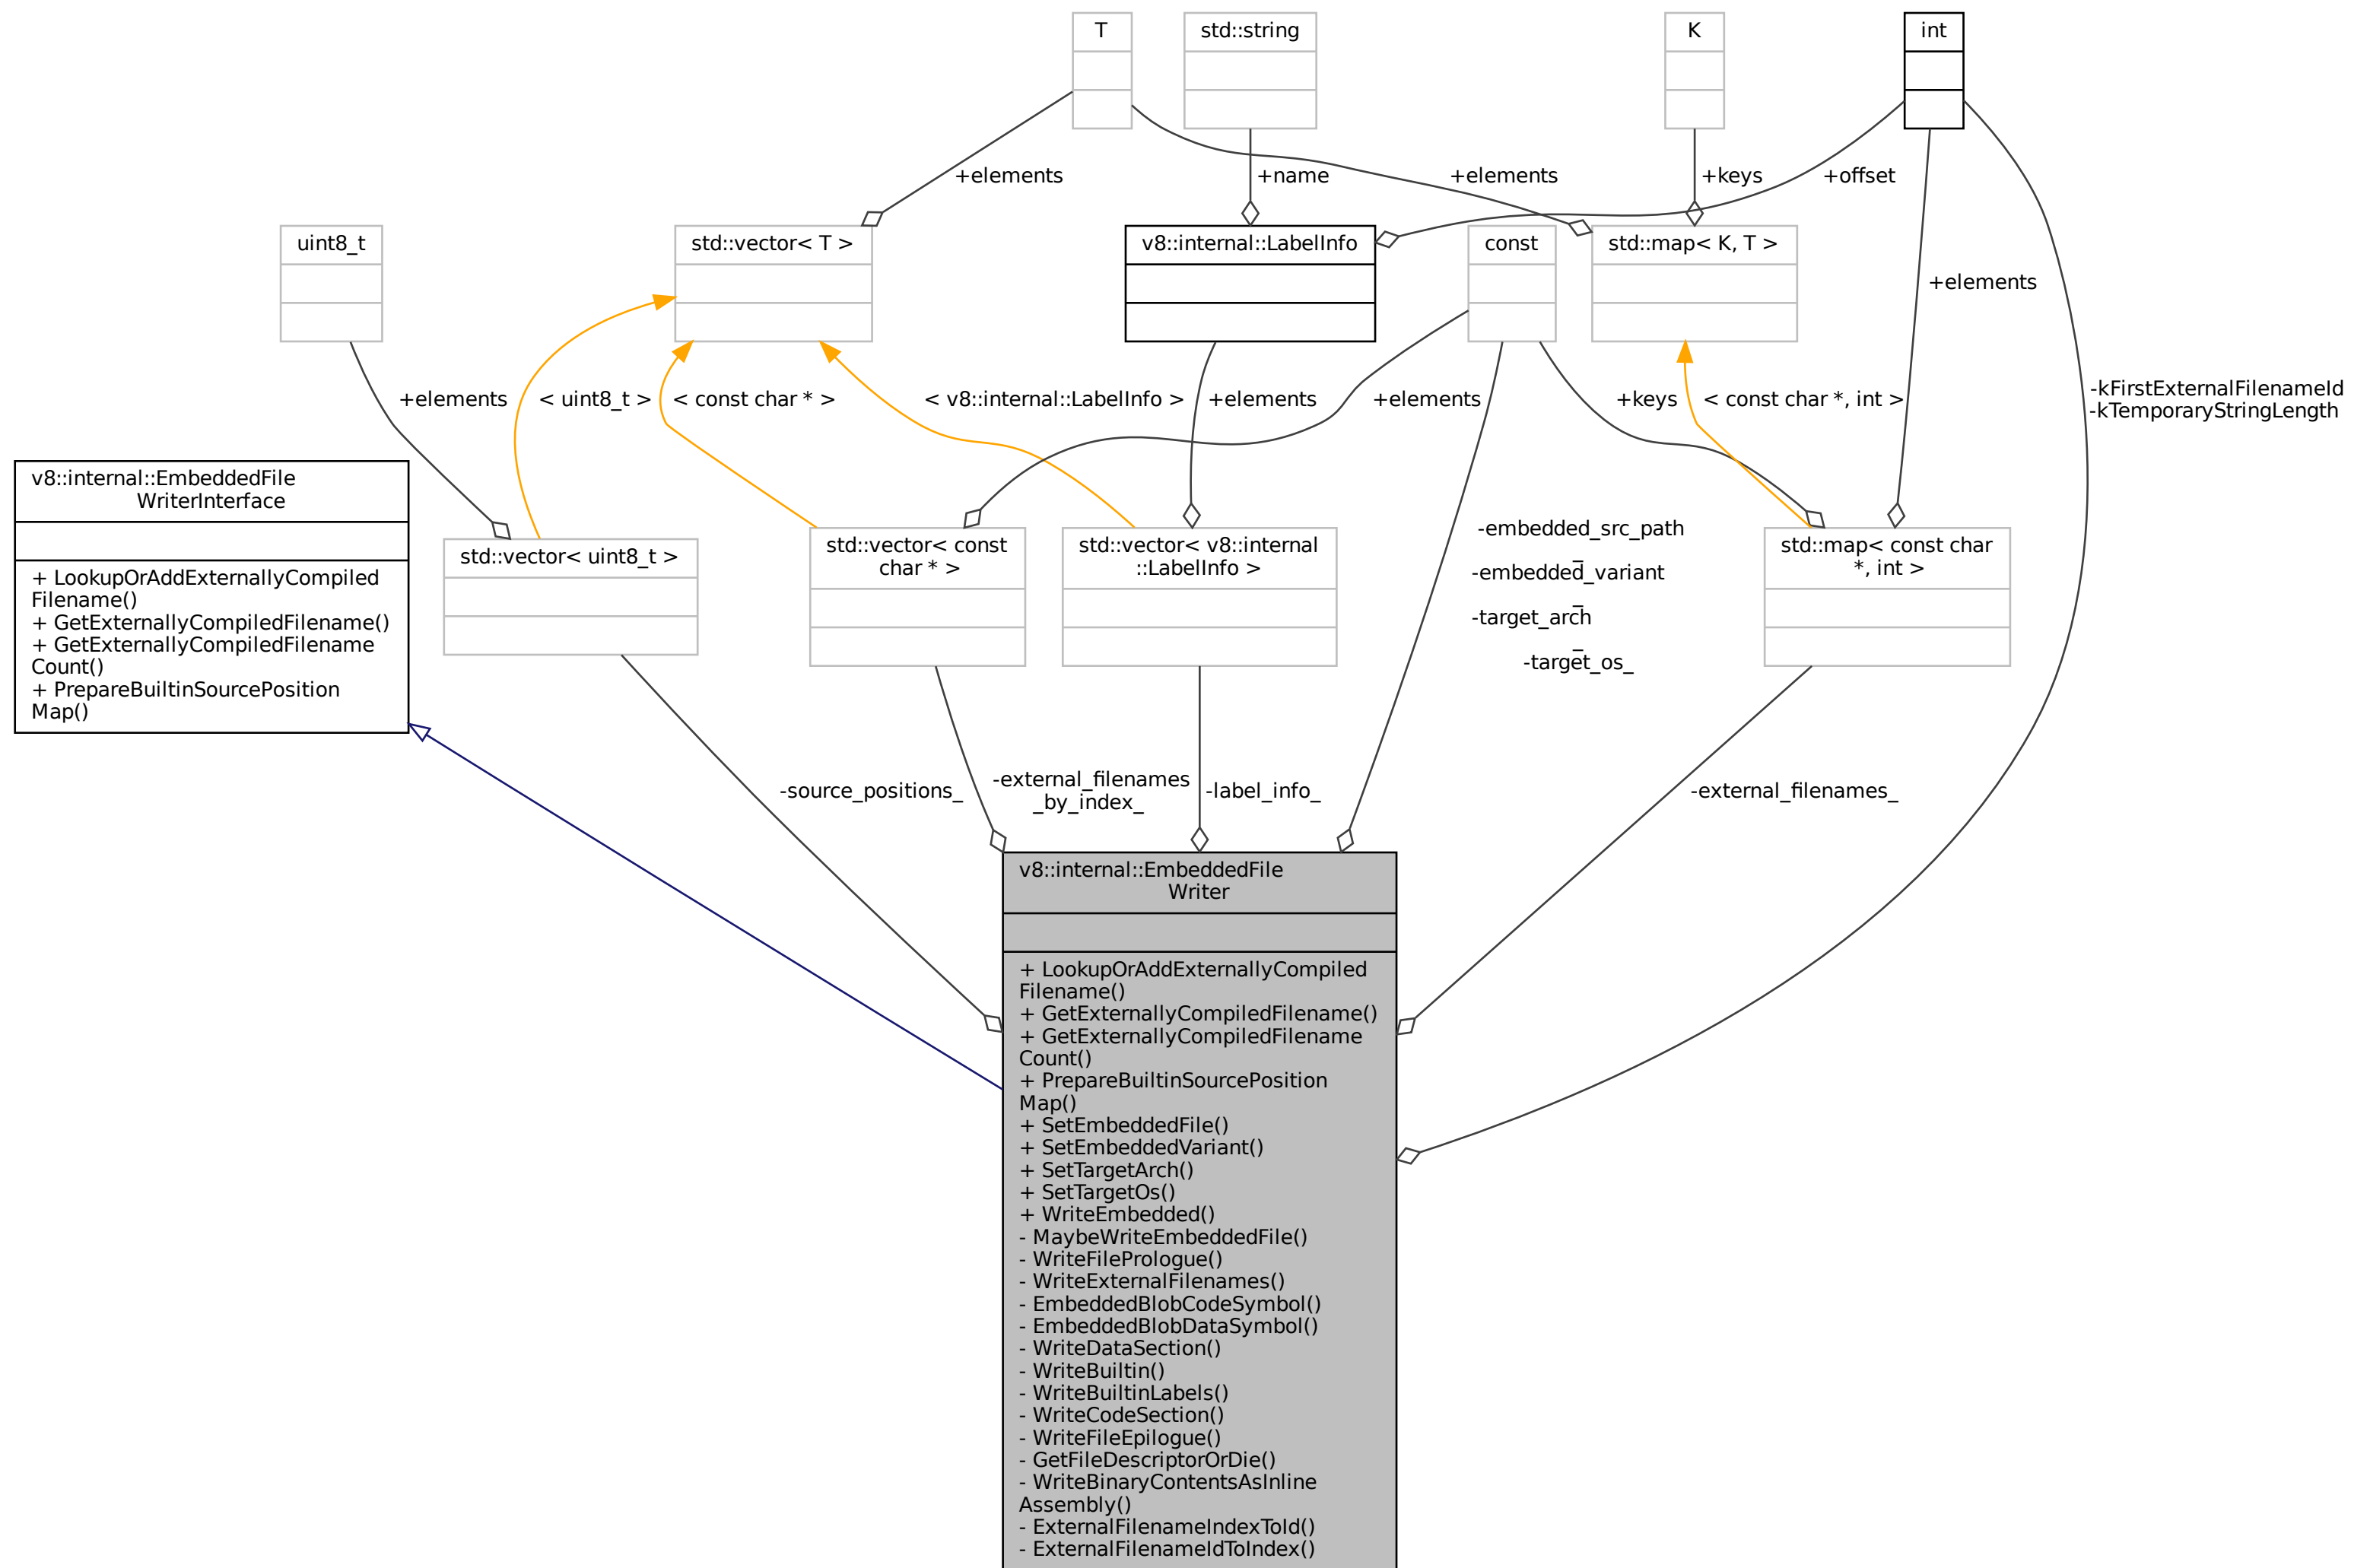 T
std::string
K
int
+elements
+name
+elements
+keys
+offset
uint8_t
std::vector< T >
v8::internal::LabelInfo
const
std::map< K, T >
+elements
+elements
< uint8_t >
< const char * >
< v8::internal::LabelInfo >
+elements
+elements
+keys
< const char *, int >
-kFirstExternalFilenameId
-kTemporaryStringLength
v8::internal::EmbeddedFile
WriterInterface
+ LookupOrAddExternallyCompiled
Filename()
+ GetExternallyCompiledFilename()
+ GetExternallyCompiledFilename
Count()
+ PrepareBuiltinSourcePosition
Map()
std::vector< uint8_t >
std::vector< const
char * >
std::vector< v8::internal
::LabelInfo >
-embedded_src_path
_
-embedded_variant
_
-target_arch
_
-target_os_
std::map< const char
*, int >
-source_positions_
-external_filenames
_by_index_
-label_info_
-external_filenames_
v8::internal::EmbeddedFile
Writer
+ LookupOrAddExternallyCompiled
Filename()
+ GetExternallyCompiledFilename()
+ GetExternallyCompiledFilename
Count()
+ PrepareBuiltinSourcePosition
Map()
+ SetEmbeddedFile()
+ SetEmbeddedVariant()
+ SetTargetArch()
+ SetTargetOs()
+ WriteEmbedded()
- MaybeWriteEmbeddedFile()
- WriteFilePrologue()
- WriteExternalFilenames()
- EmbeddedBlobCodeSymbol()
- EmbeddedBlobDataSymbol()
- WriteDataSection()
- WriteBuiltin()
- WriteBuiltinLabels()
- WriteCodeSection()
- WriteFileEpilogue()
- GetFileDescriptorOrDie()
- WriteBinaryContentsAsInline
Assembly()
- ExternalFilenameIndexToId()
- ExternalFilenameIdToIndex()